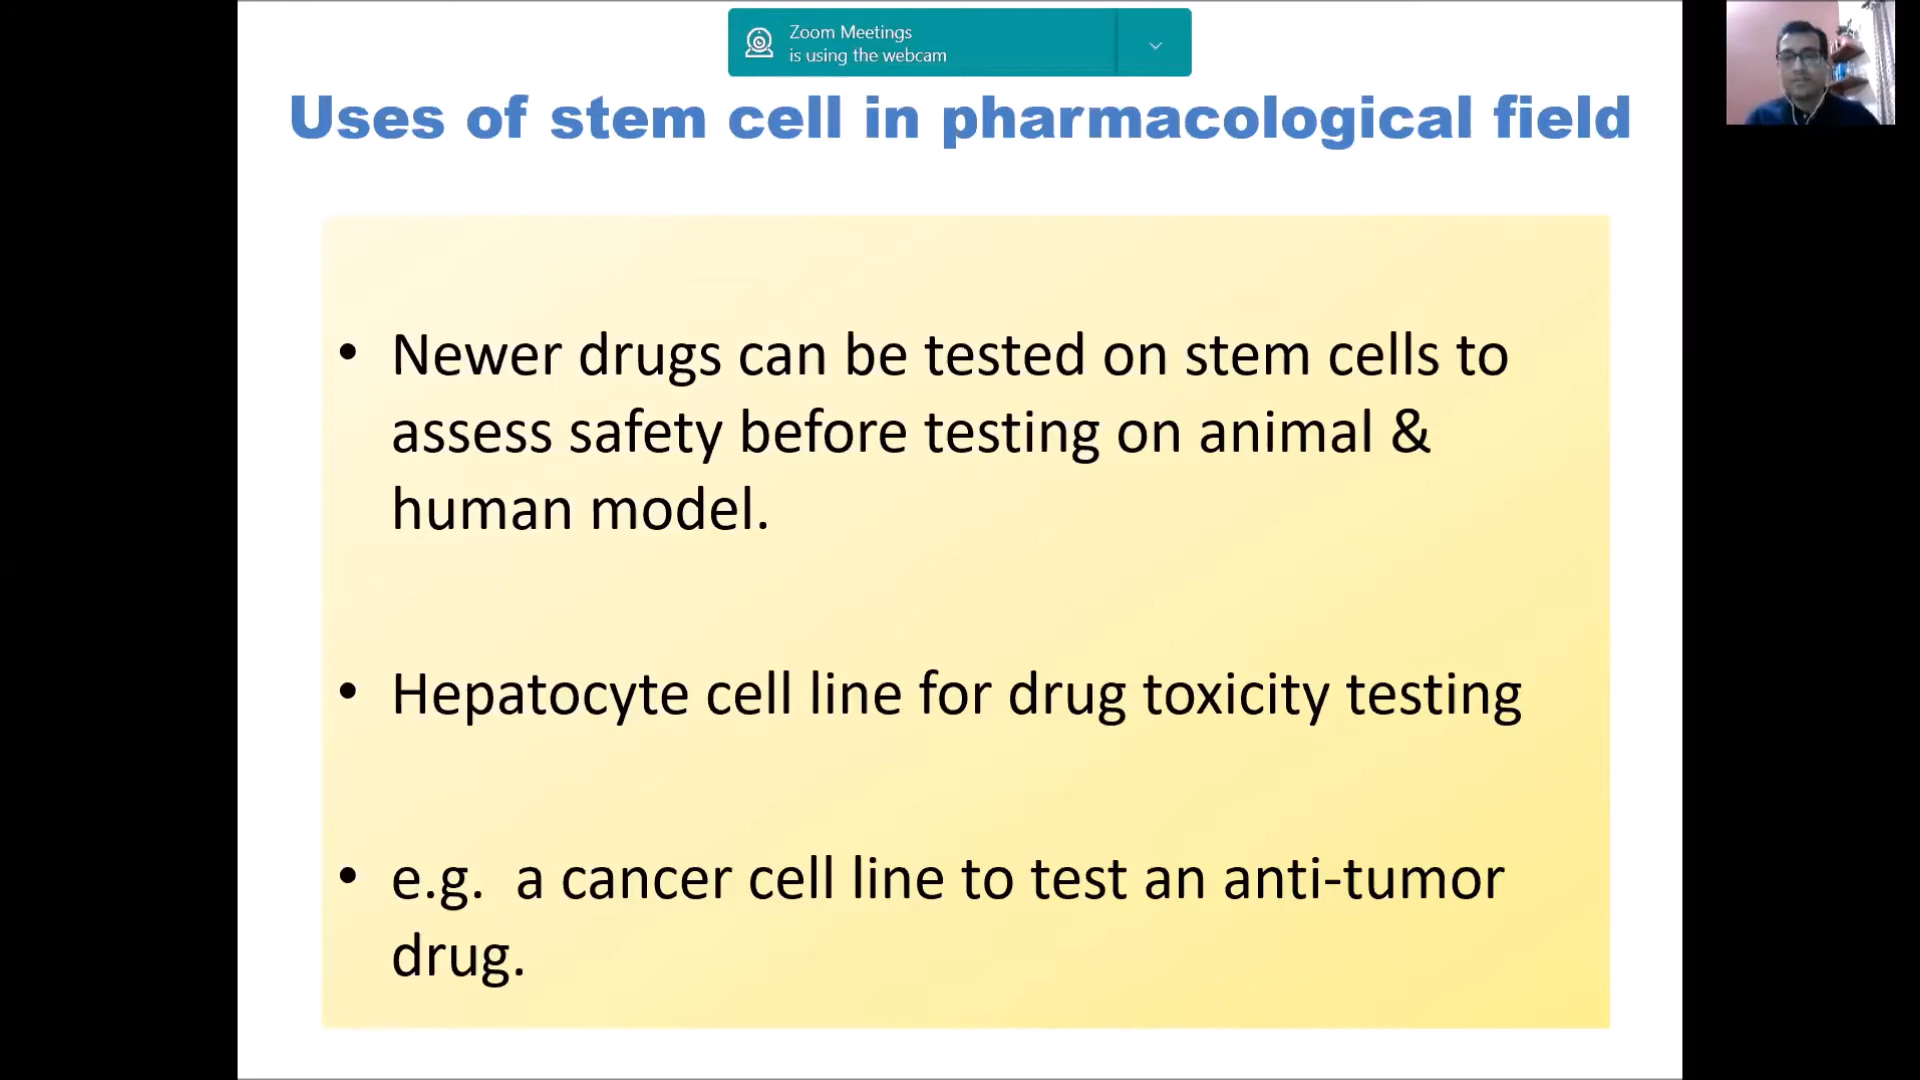 Zoom Meetings
is using the webcam
Uses of stem cell in pharmacological field
• Newer drugs can be tested on stem cells to
assess safety before testing on animal &
human model.
• Hepatocyte cell line for drug toxicity testing
• e.g.  a cancer cell line to test an anti-tumor
drug.